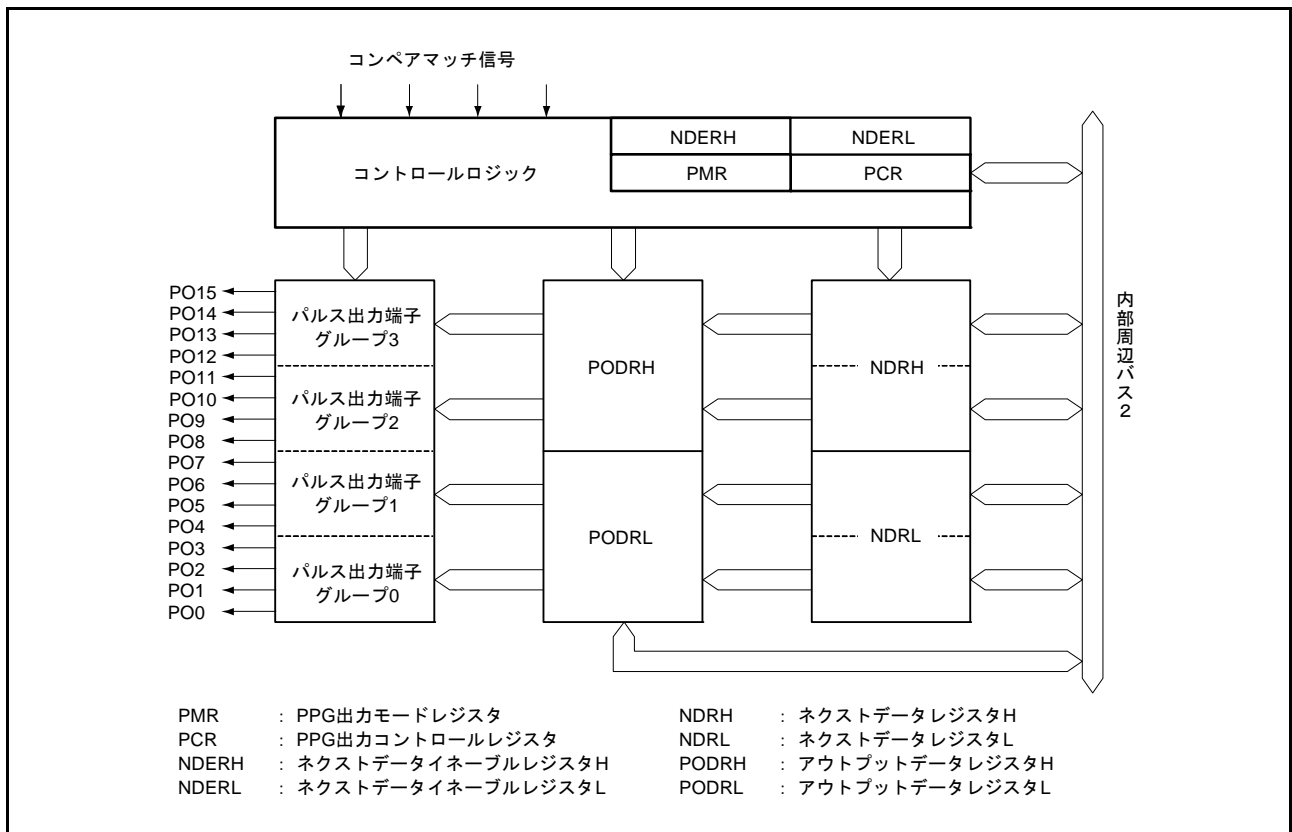 コンペアマッチ信号
NDERH
NDERL
コントロールロジック
PMR
PCR
PO15
PO14
PO13
PO12
PO11
PO10
PO9
PO8
PO7
PO6
PO5
PO4
PO3
PO2
PO1
PO0
パルス出力端子
グループ3
パルス出力端子
グループ2
パルス出力端子
グループ1
パルス出力端子
グループ0
PODRH
PODRL
NDRH
NDRL
内部周辺バス2
PMR : PPG出力モードレジスタ
PCR : PPG出力コントロールレジスタ
NDERH : ネクストデータイネーブルレジスタH
NDERL : ネクストデータイネーブルレジスタL
NDRH : ネクストデータレジスタH
NDRL : ネクストデータレジスタL
PODRH : アウトプットデータレジスタH
PODRL : アウトプットデータレジスタL